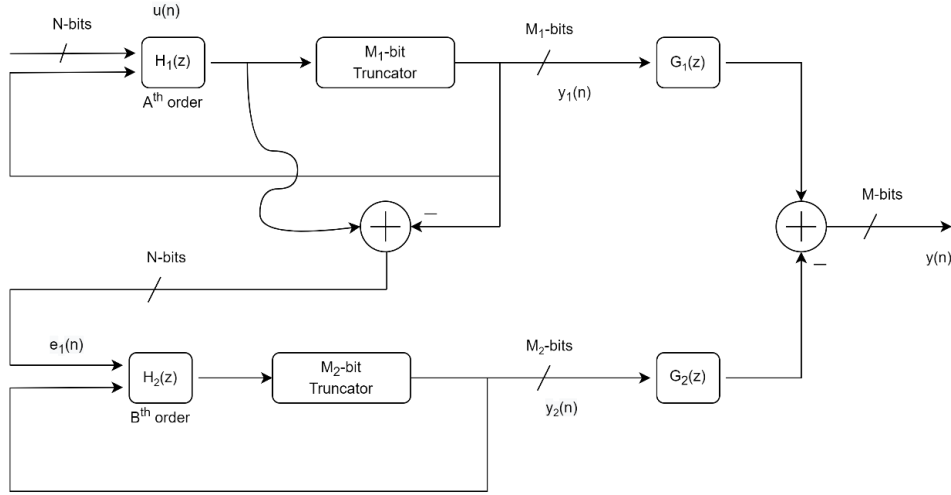 N-bits
u(n)
H₁(z)
Aᵗʰ order
M₁-bit
Truncator
M₁-bits
y₁(n)
G₁(z)
+
−
M-bits
y(n)
−
N-bits
e₁(n)
H₂(z)
Bᵗʰ order
M₂-bit
Truncator
M₂-bits
y₂(n)
G₂(z)